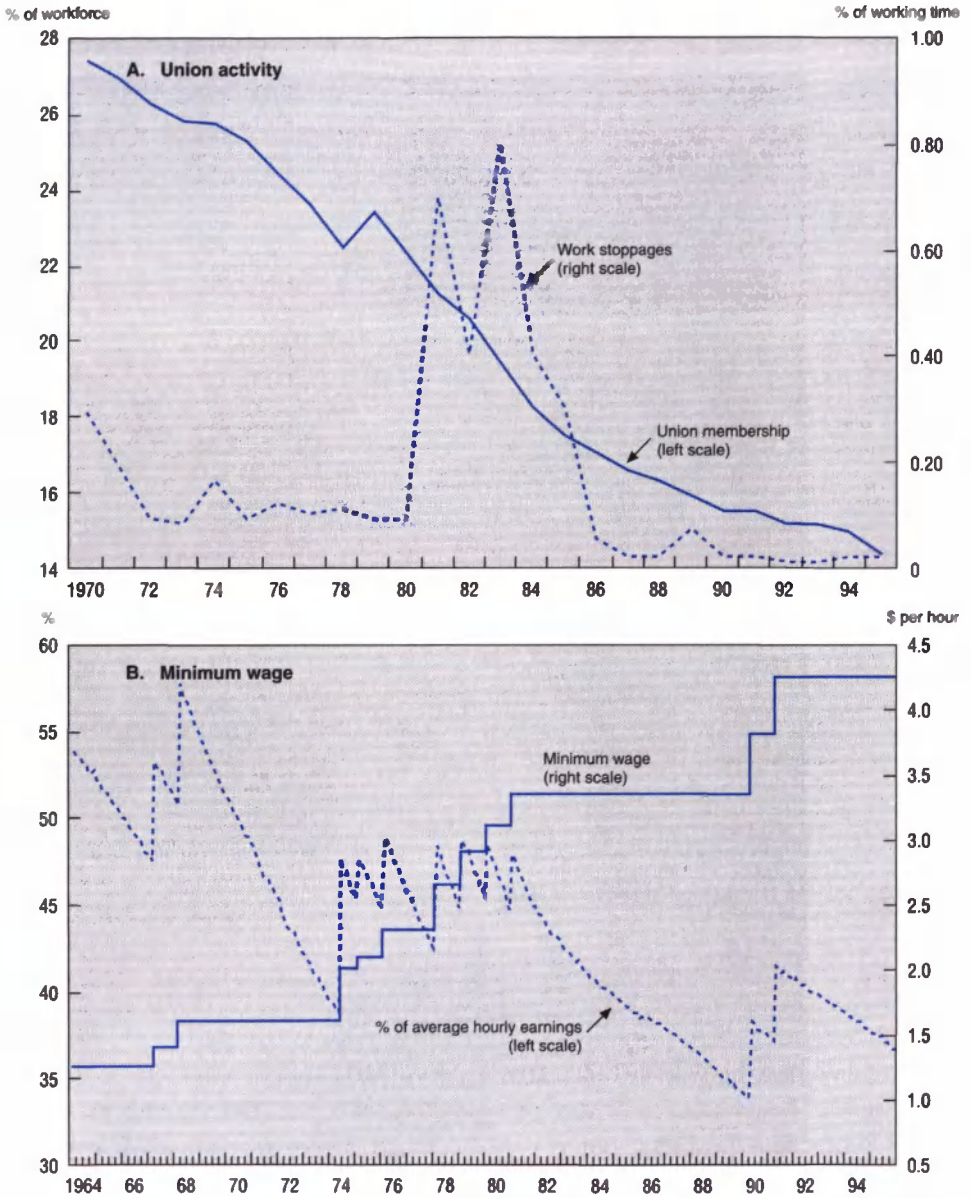 % of workforce
% of working time
28
1.00
A. Union activity
26
0.80
24
Work stoppages
(right scale)
0.60
22
20
0.40
18
Union membership
(left scale)
0.20
16
14
0
1970 72 74 76 78 80 82 84 86 88 90 92 94
%
$ per hour
60
4.5
B. Minimum wage
4.0
55
Minimum wage
(right scale)
3.5
50
3.0
45
2.5
40
2.0
% of average hourly earnings
(left scale)
1.5
35
1.0
30
0.5
1964 66 68 70 72 74 76 78 80 82 84 86 88 90 92 94